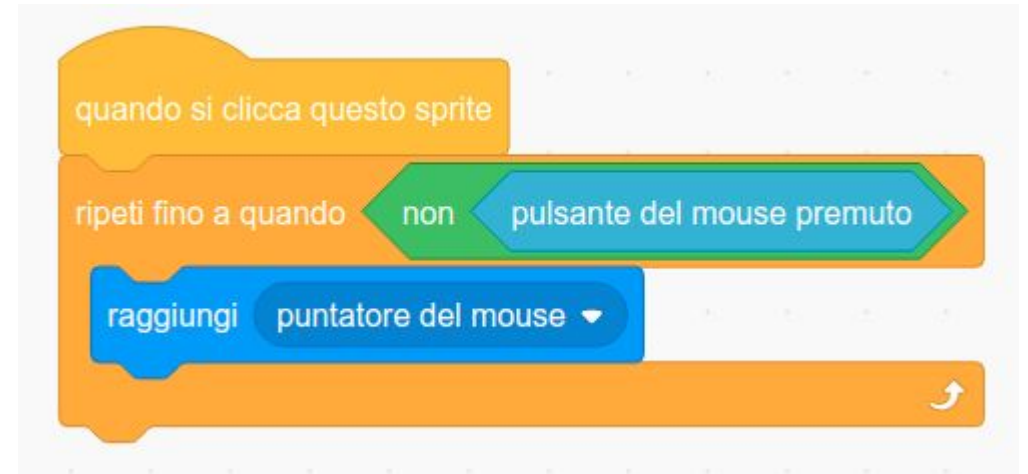 quando si clicca questo sprite
ripeti fino a quando non pulsante del mouse premuto
raggiungi puntatore del mouse